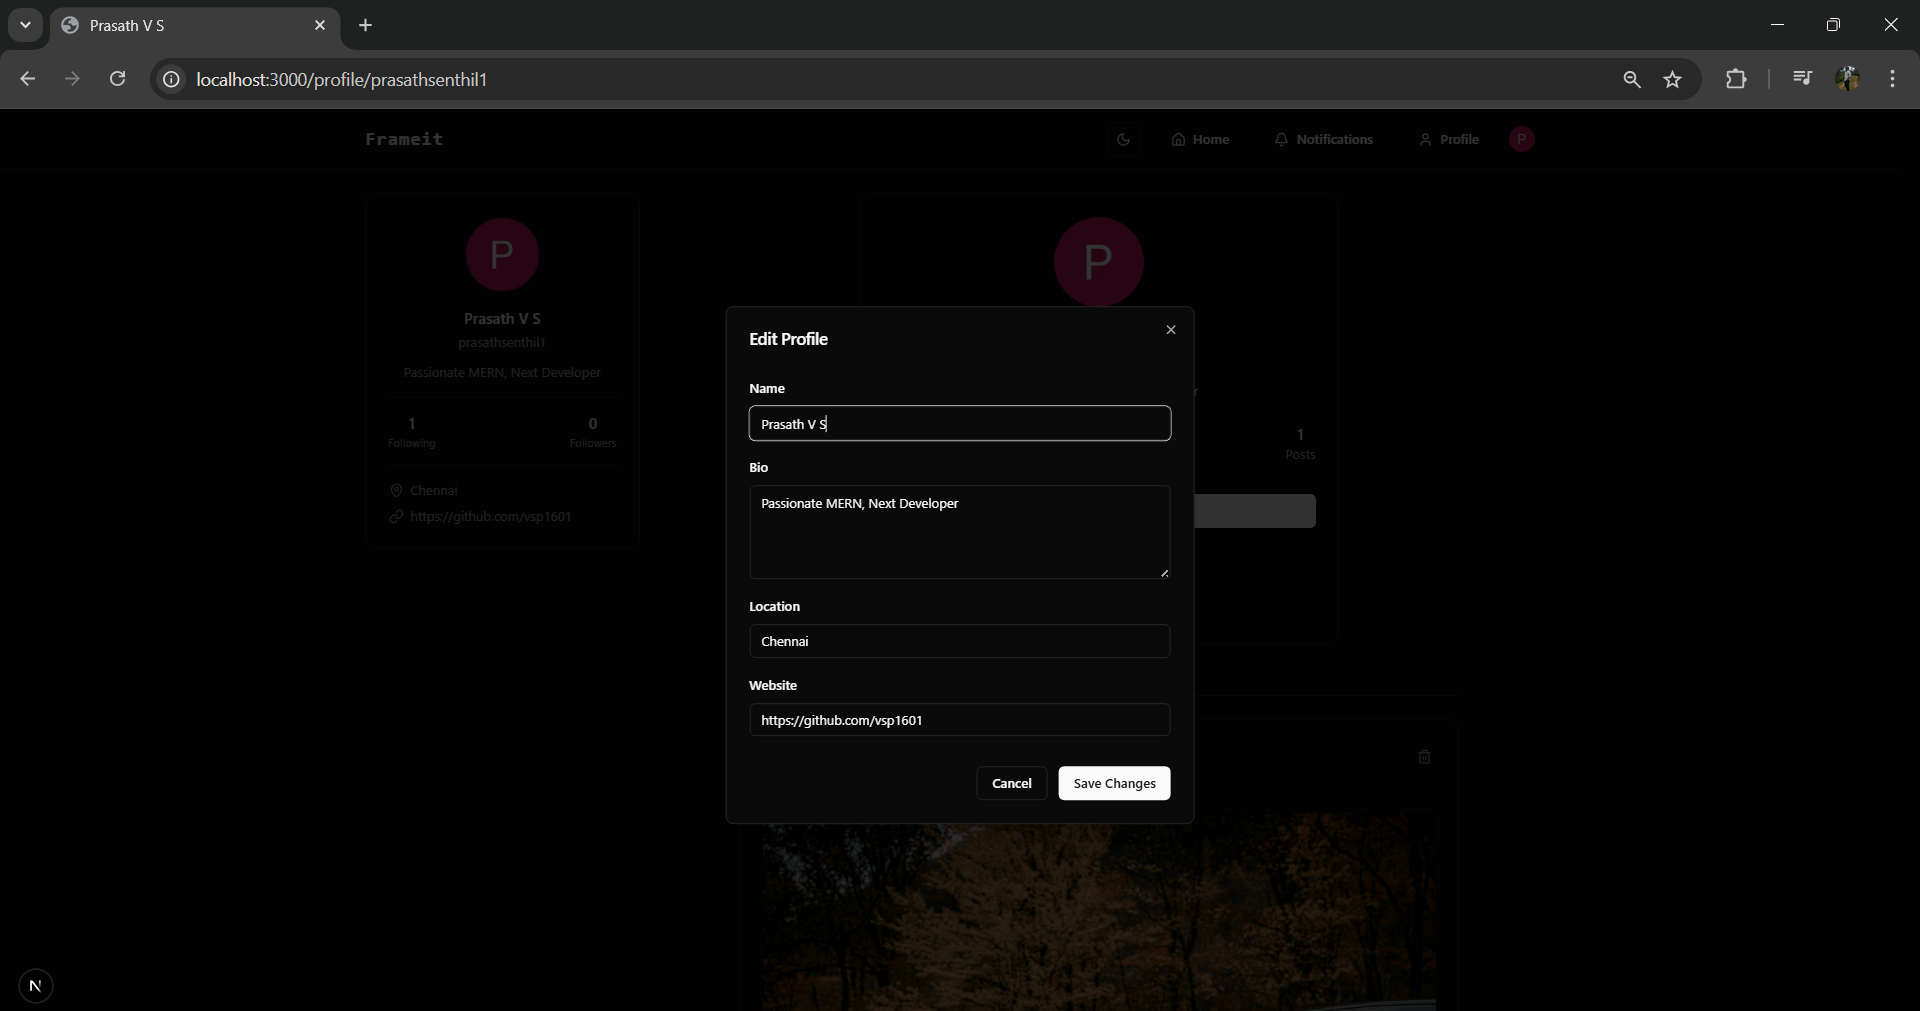 Prasath V S
localhost:3000/profile/prasathsenthil1
Frameit
Home
Notifications
Profile
P
P
Prasath V S
prasathsenthil1
Passionate MERN, Next Developer
1
Following
0
Followers
Chennai
https://github.com/vsp1601
P
r
1
Posts
Edit Profile
Name
Prasath V S
Bio
Passionate MERN, Next Developer
Location
Chennai
Website
https://github.com/vsp1601
Cancel
Save Changes
N